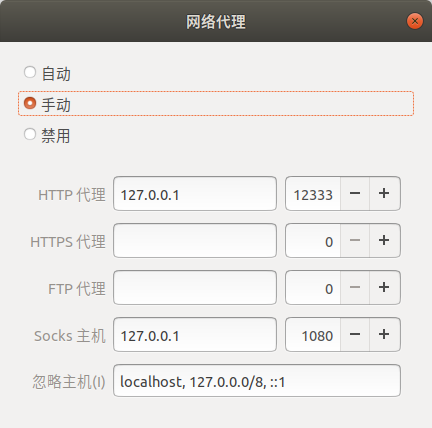 网络代理
自动
手动
禁用
HTTP 代理 127.0.0.1 12333 − +
HTTPS 代理 0 − +
FTP 代理 0 − +
Socks 主机 127.0.0.1 1080 − +
忽略主机(I) localhost, 127.0.0.0/8, ::1